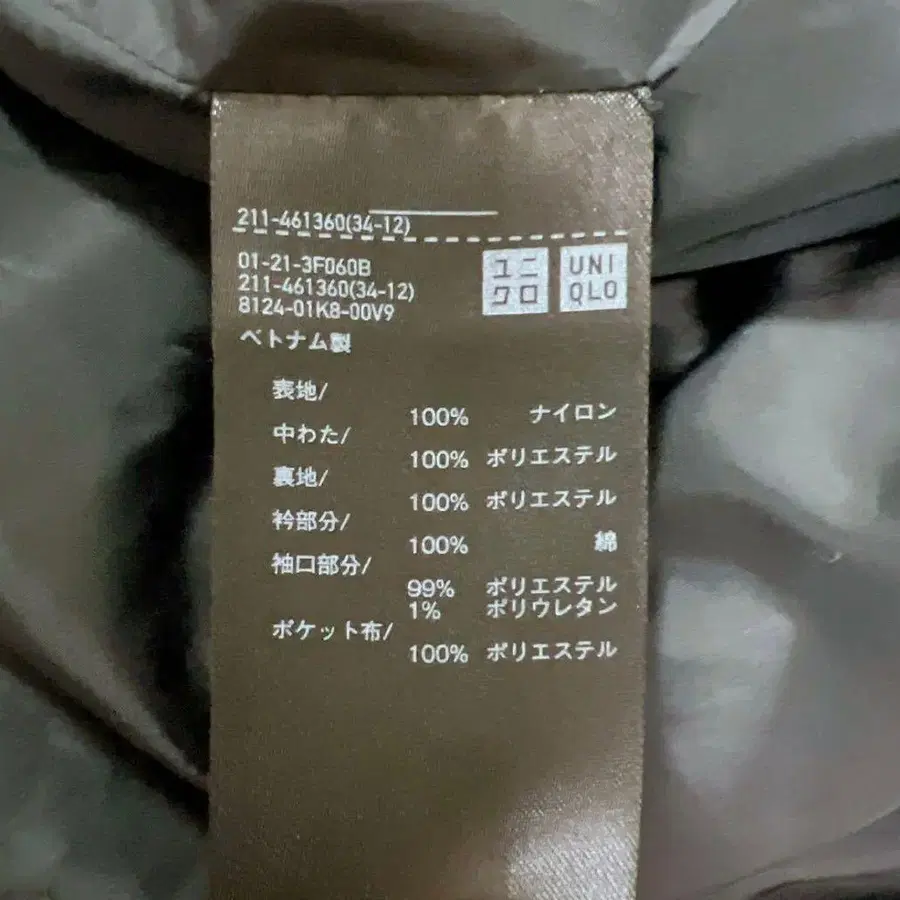 211-461360(34-12)
01-21-3F060B
211-461360(34-12)
8124-01K8-00V9
ユニ
クロ
UNI
QLO
ベトナム製
表地/
100% ナイロン
中わた/
100% ポリエステル
裏地/
100% ポリエステル
衿部分/
100% 綿
袖口部分/
99% ポリエステル
1% ポリウレタン
ポケット布/
100% ポリエステル